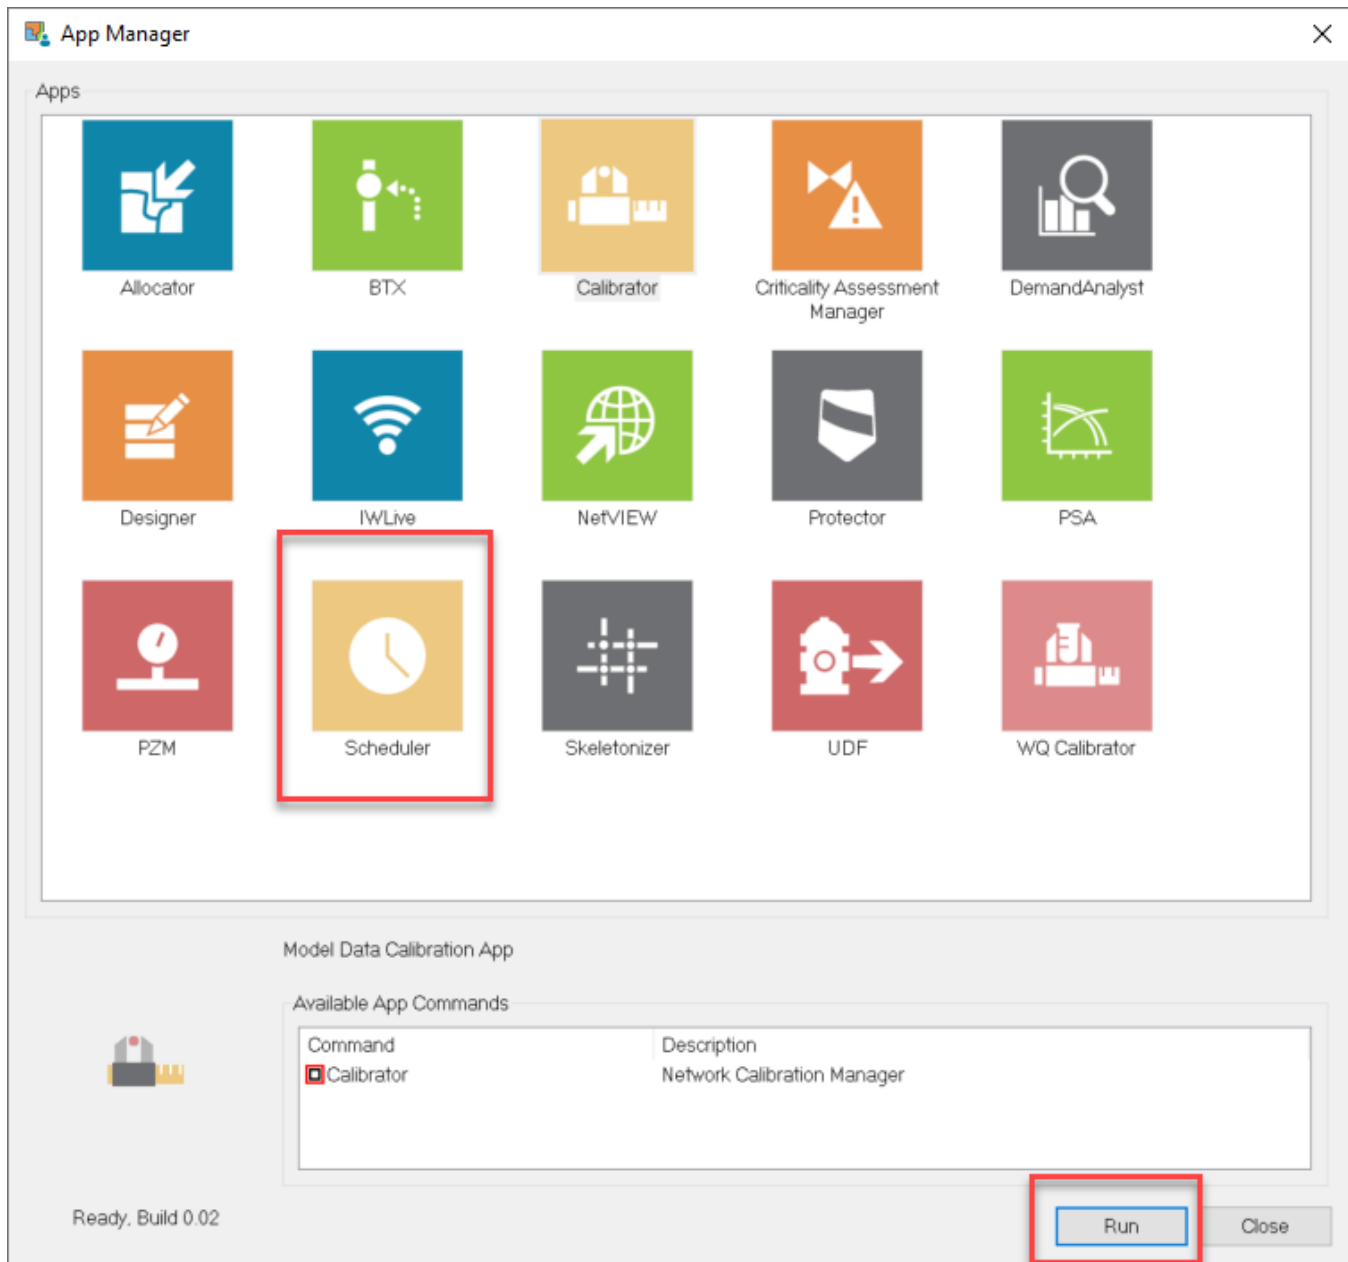 App Manager
Apps
Allocator
BTX
Calibrator
Criticality Assessment
Manager
DemandAnalyst
Designer
IWLive
NetVIEW
Protector
PSA
PZM
Scheduler
Skeletonizer
UDF
WQ Calibrator
Model Data Calibration App
Available App Commands
Command Description
Calibrator Network Calibration Manager
Ready, Build 0.02
Run Close